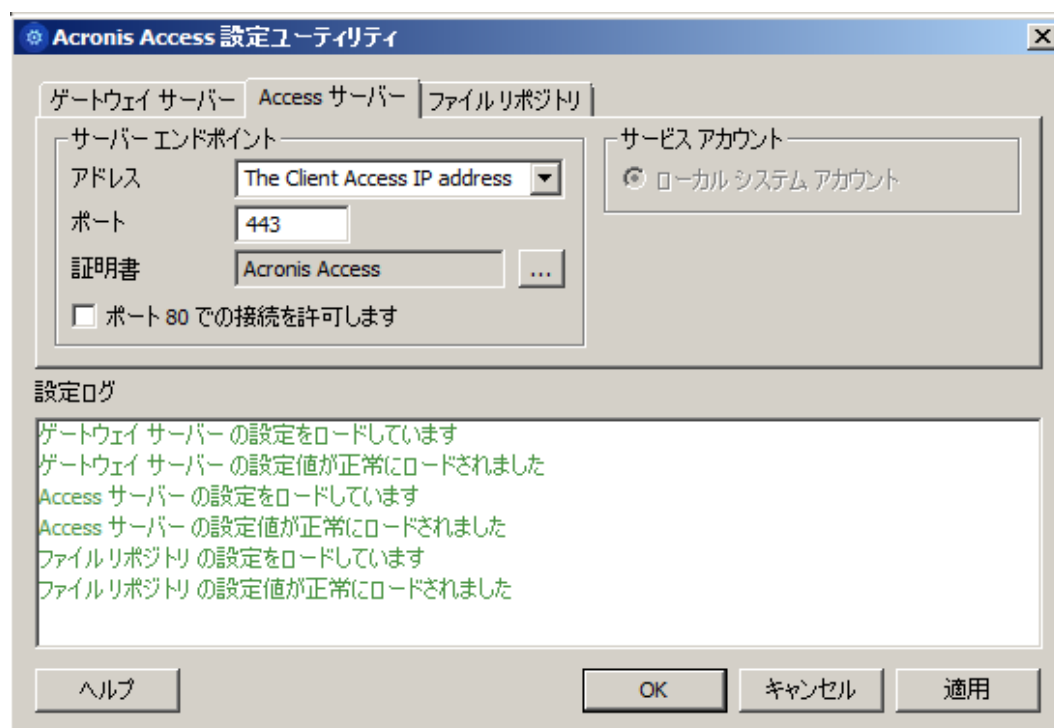 Acronis Access 設定ユーティリティ
ゲートウェイ サーバー
Access サーバー
ファイル リポジトリ
サーバー エンドポイント
アドレス
The Client Access IP address
ポート
443
証明書
Acronis Access
...
ポート 80 での接続を許可します
サービス アカウント
ローカル システム アカウント
設定ログ
ゲートウェイ サーバー の設定をロードしています
ゲートウェイ サーバー の設定値が正常にロードされました
Access サーバー の設定をロードしています
Access サーバー の設定値が正常にロードされました
ファイル リポジトリ の設定をロードしています
ファイル リポジトリ の設定値が正常にロードされました
ヘルプ
OK
キャンセル
適用